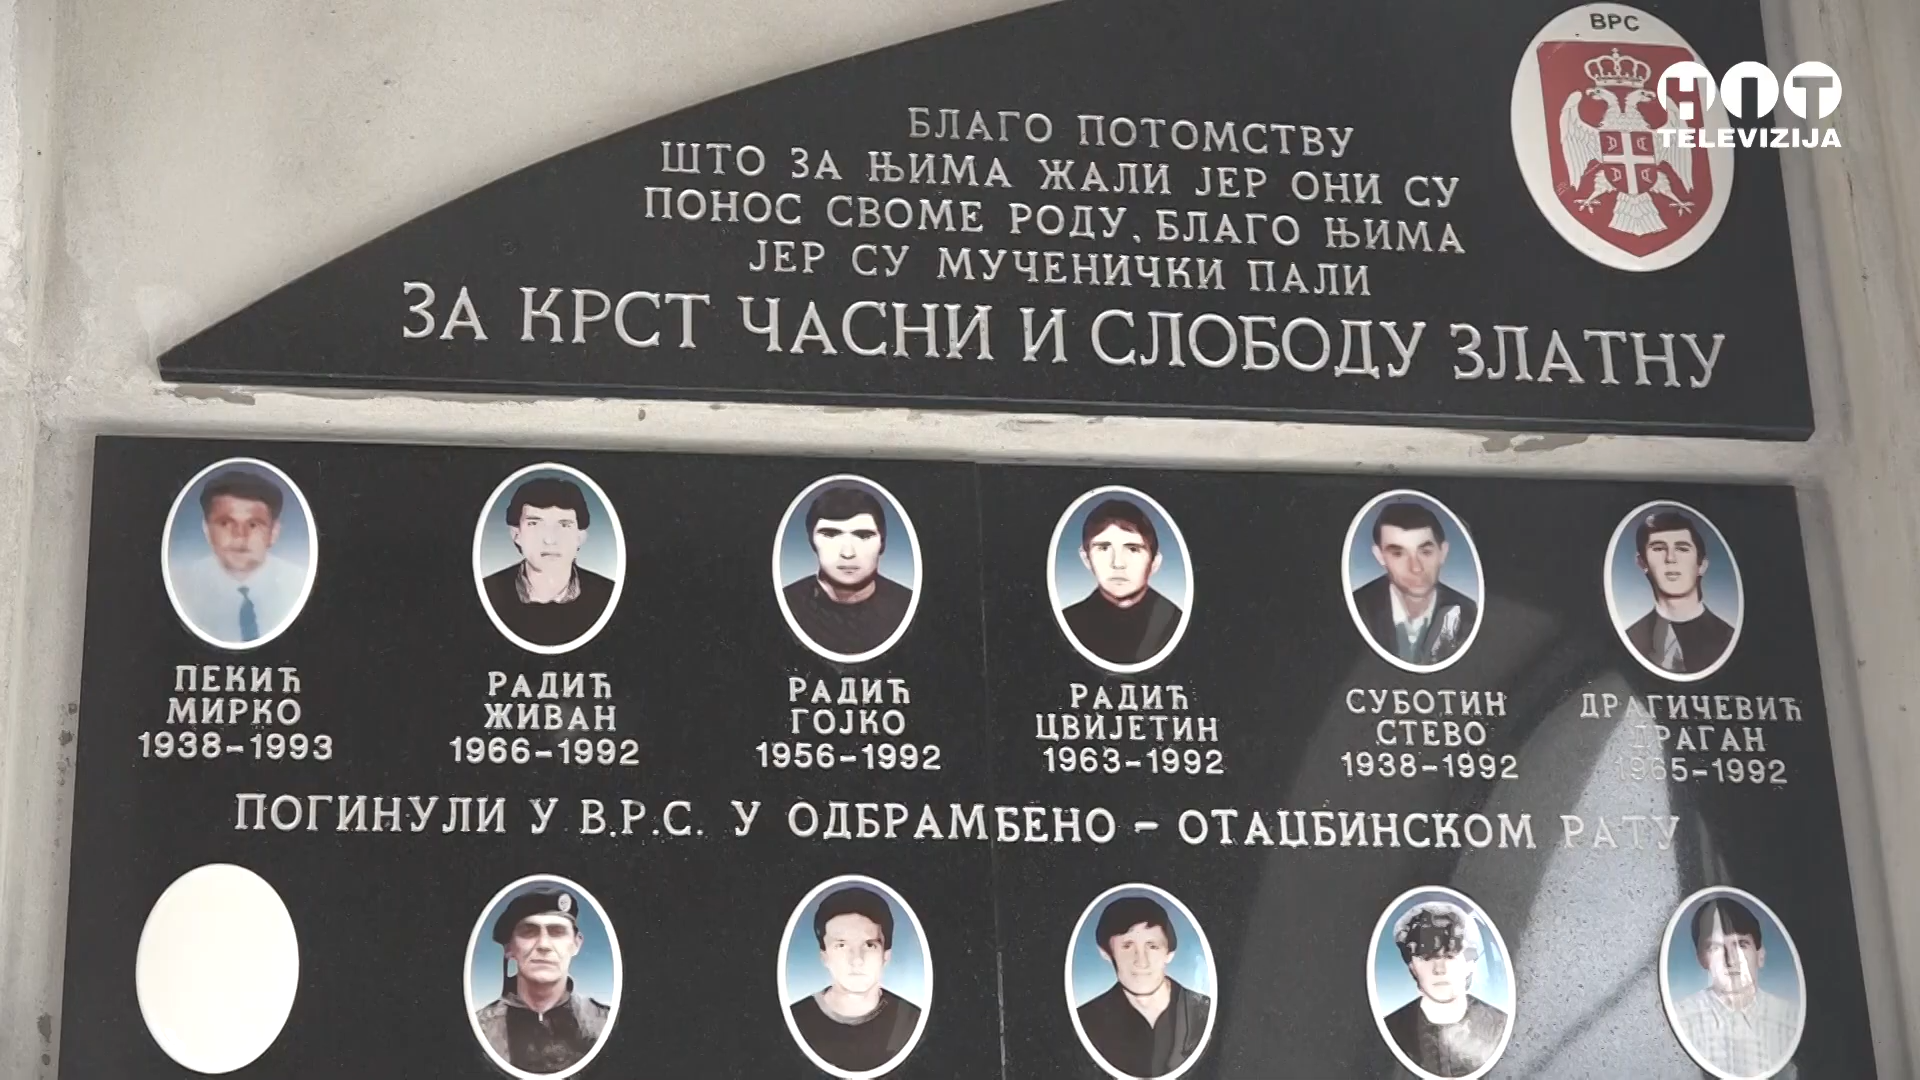 ВРС
НПТ
TELEVIZIJA
БЛАГО ПОТОМСТВУ
ШТО ЗА ЊИМА ЖАЛИ ЈЕР ОНИ СУ
ПОНОС СВОМЕ РОДУ, БЛАГО ЊИМА
ЈЕР СУ МУЧЕНИЧКИ ПАЛИ
ЗА КРСТ ЧАСНИ И СЛОБОДУ ЗЛАТНУ
ПЕКИЋ
МИРКО
1938-1993
РАДИЋ
ЖИВАН
1966-1992
РАДИЋ
ГОЈКО
1956-1992
РАДИЋ
ЦВИЈЕТИН
1963-1992
СУБОТИН
СТЕВО
1938-1992
ДРАГИЧЕВИЋ
ДРАГАН
1965-1992
ПОГИНУЛИ У В.Р.С. У ОДБРАМБЕНО - ОТАЏБИНСКОМ РАТУ